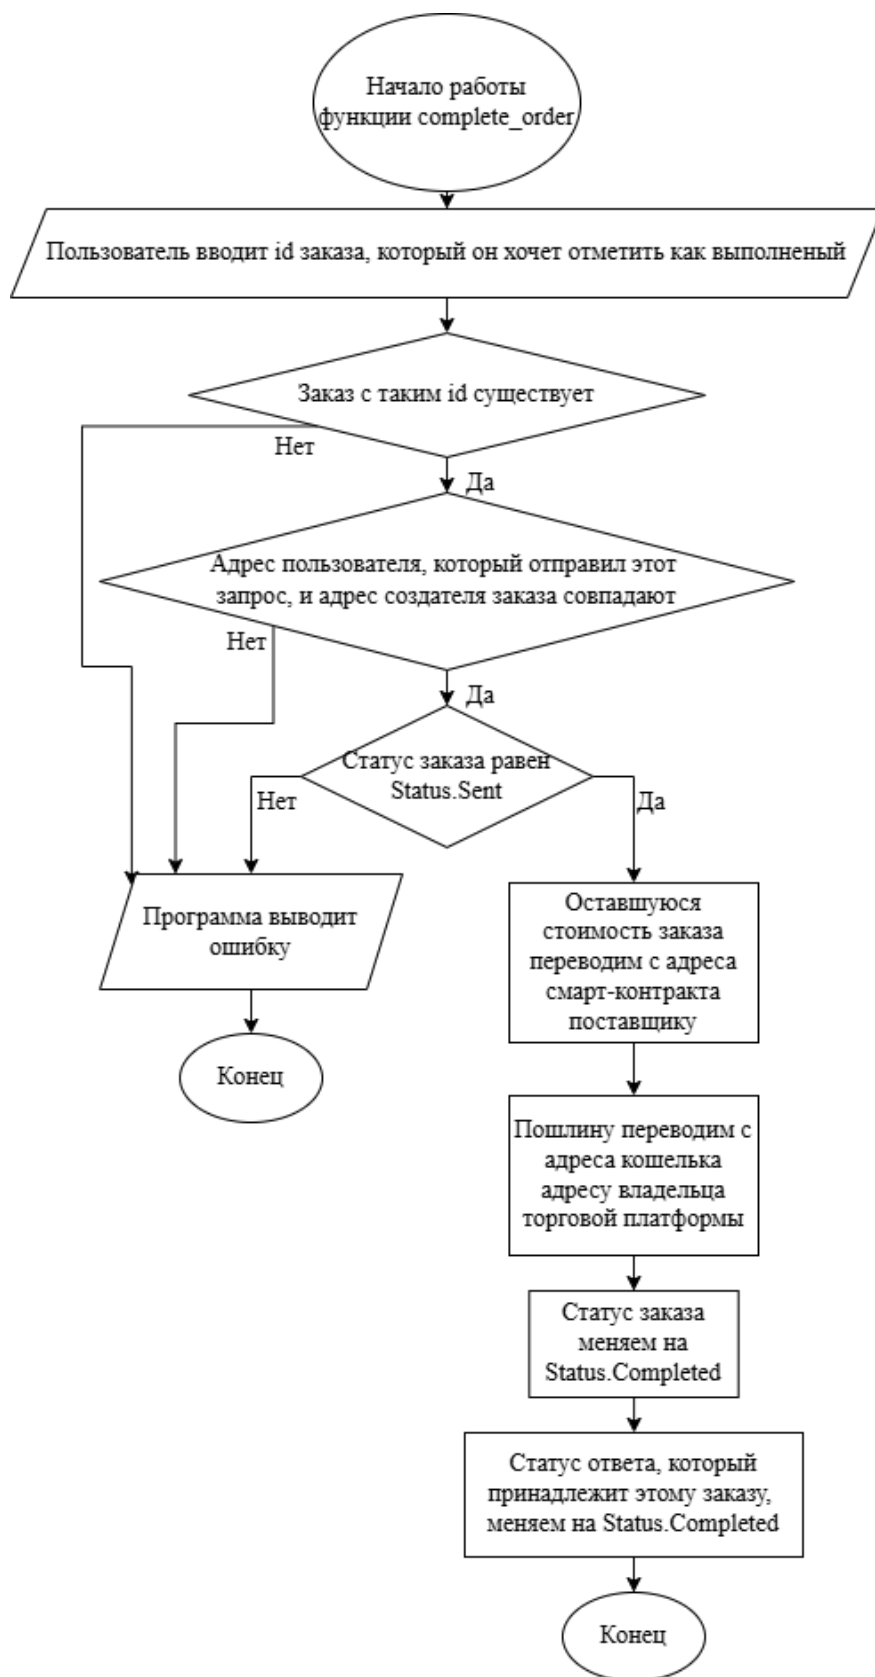 Начало работы
функции complete_order
Пользователь вводит id заказа, который он хочет отметить как выполненый
Заказ с таким id существует
Нет
Да
Адрес пользователя, который отправил этот
запрос, и адрес создателя заказа совпадают
Нет
Да
Статус заказа равен
Status.Sent
Нет
Да
Программа выводит
ошибку
Конец
Оставшуюся
стоимость заказа
переводим с адреса
смарт-контракта
поставщику
Пошлину переводим с
адреса кошелька
адресу владельца
торговой платформы
Статус заказа
меняем на
Status.Completed
Статус ответа, который
принадлежит этому заказу,
меняем на Status.Completed
Конец